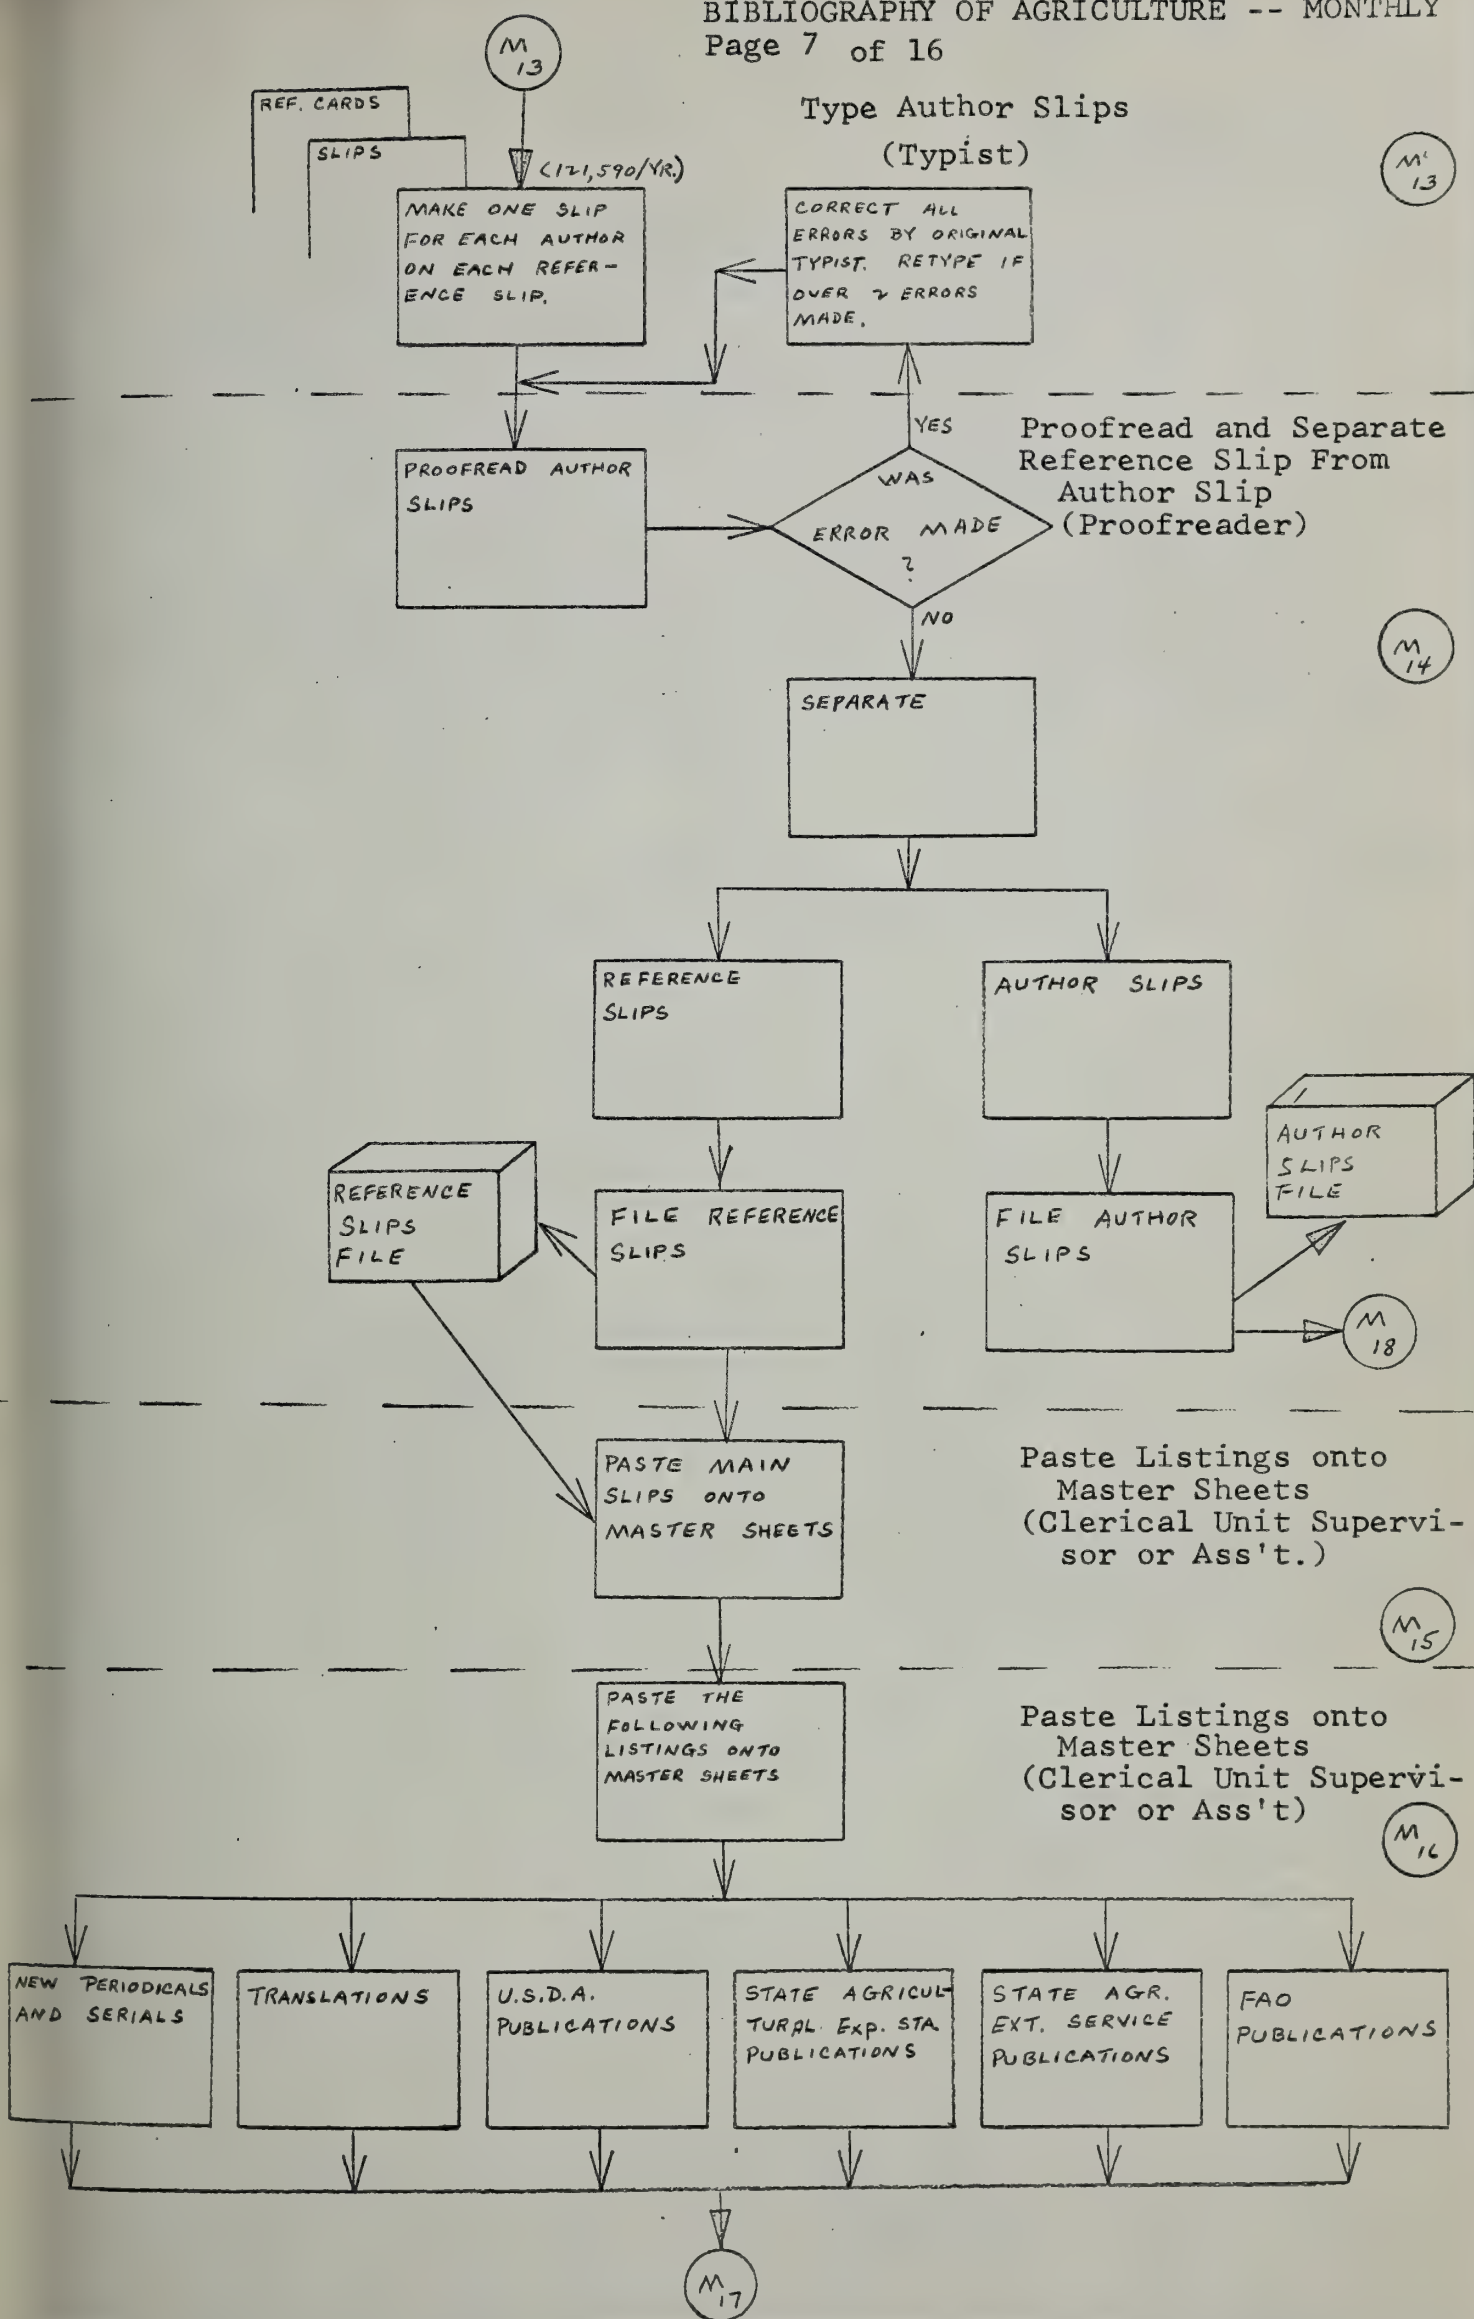 BIBLIOGRAPHY OF AGRICULTURE -- MONTHLY
Page 7 of 16
M
13
REF. CARDS
SLIPS
(121,590/YR.)
Type Author Slips
(Typist)
M
13
MAKE ONE SLIP
FOR EACH AUTHOR
ON EACH REFER-
ENCE SLIP.
CORRECT ALL
ERRORS BY ORIGINAL
TYPIST. RETYPE IF
OVER 2 ERRORS
MADE.
YES
Proofread and Separate
Reference Slip From
Author Slip
(Proofreader)
PROOFREAD AUTHOR
SLIPS
WAS
ERROR MADE
?
NO
M
14
SEPARATE
REFERENCE
SLIPS
AUTHOR SLIPS
REFERENCE
SLIPS
FILE
FILE REFERENCE
SLIPS
FILE AUTHOR
SLIPS
AUTHOR
SLIPS
FILE
M
18
PASTE MAIN
SLIPS ONTO
MASTER SHEETS
Paste Listings onto
Master Sheets
(Clerical Unit Supervi-
sor or Ass't.)
M
15
PASTE THE
FOLLOWING
LISTINGS ONTO
MASTER SHEETS
Paste Listings onto
Master Sheets
(Clerical Unit Supervi-
sor or Ass't)
M
16
NEW PERIODICALS
AND SERIALS
TRANSLATIONS
U.S.D.A.
PUBLICATIONS
STATE AGRICUL-
TURAL Exp. STA.
PUBLICATIONS
STATE AGR.
EXT. SERVICE
PUBLICATIONS
FAO
PUBLICATIONS
M
17